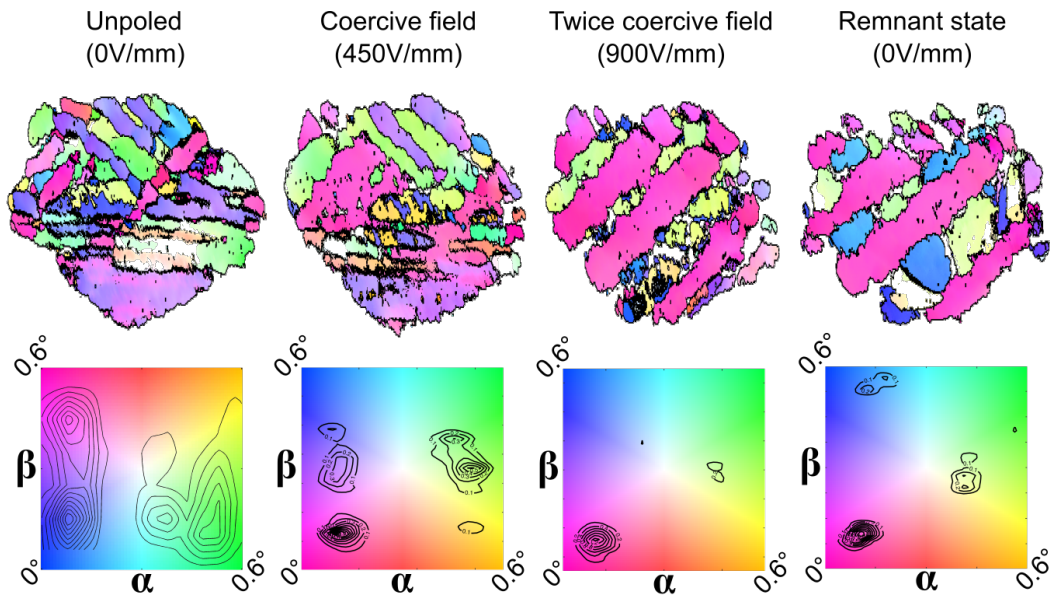 Unpoled
(0V/mm)
Coercive field
(450V/mm)
Twice coercive field
(900V/mm)
Remnant state
(0V/mm)
0.6°
β
0°
α
0.6°
0.6°
β
0°
α
0.6°
0.6°
β
0°
α
0.6°
0.6°
β
0°
α
0.6°